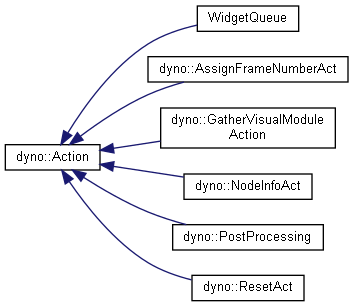 WidgetQueue
dyno::AssignFrameNumberAct
dyno::GatherVisualModule
Action
dyno::Action
dyno::NodeInfoAct
dyno::PostProcessing
dyno::ResetAct